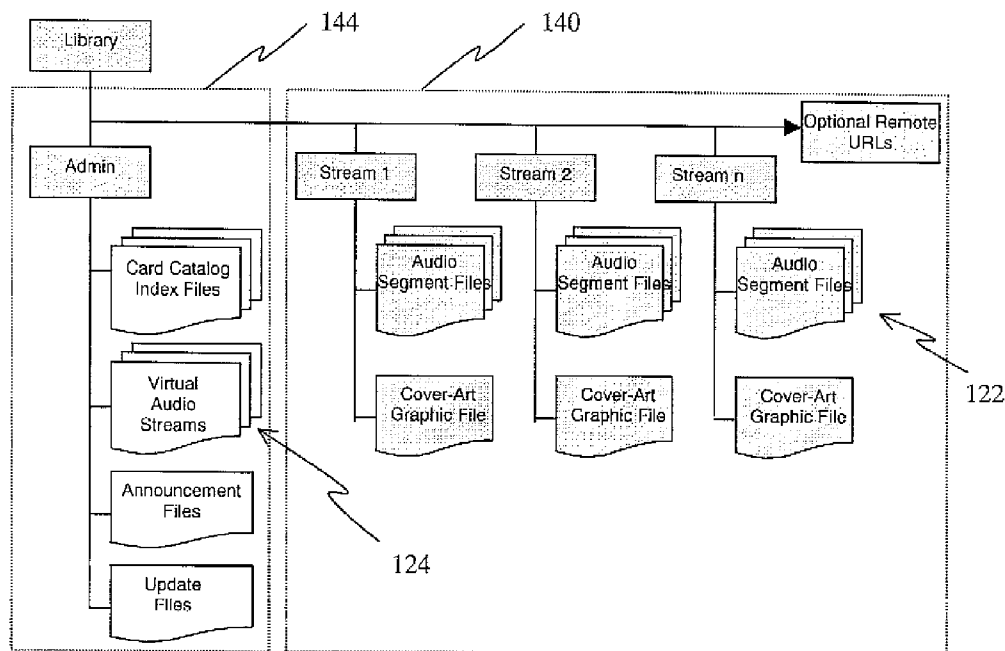 144
140
Library
Optional Remote
URLs
Admin
Stream 1
Stream 2
Stream n
Card Catalog
Index Files
Audio
Segment Files
Audio
Segment Files
Audio
Segment Files
122
Virtual
Audio
Streams
Cover-Art
Graphic File
Cover-Art
Graphic File
Cover-Art
Graphic File
124
Announcement
Files
Update
Files